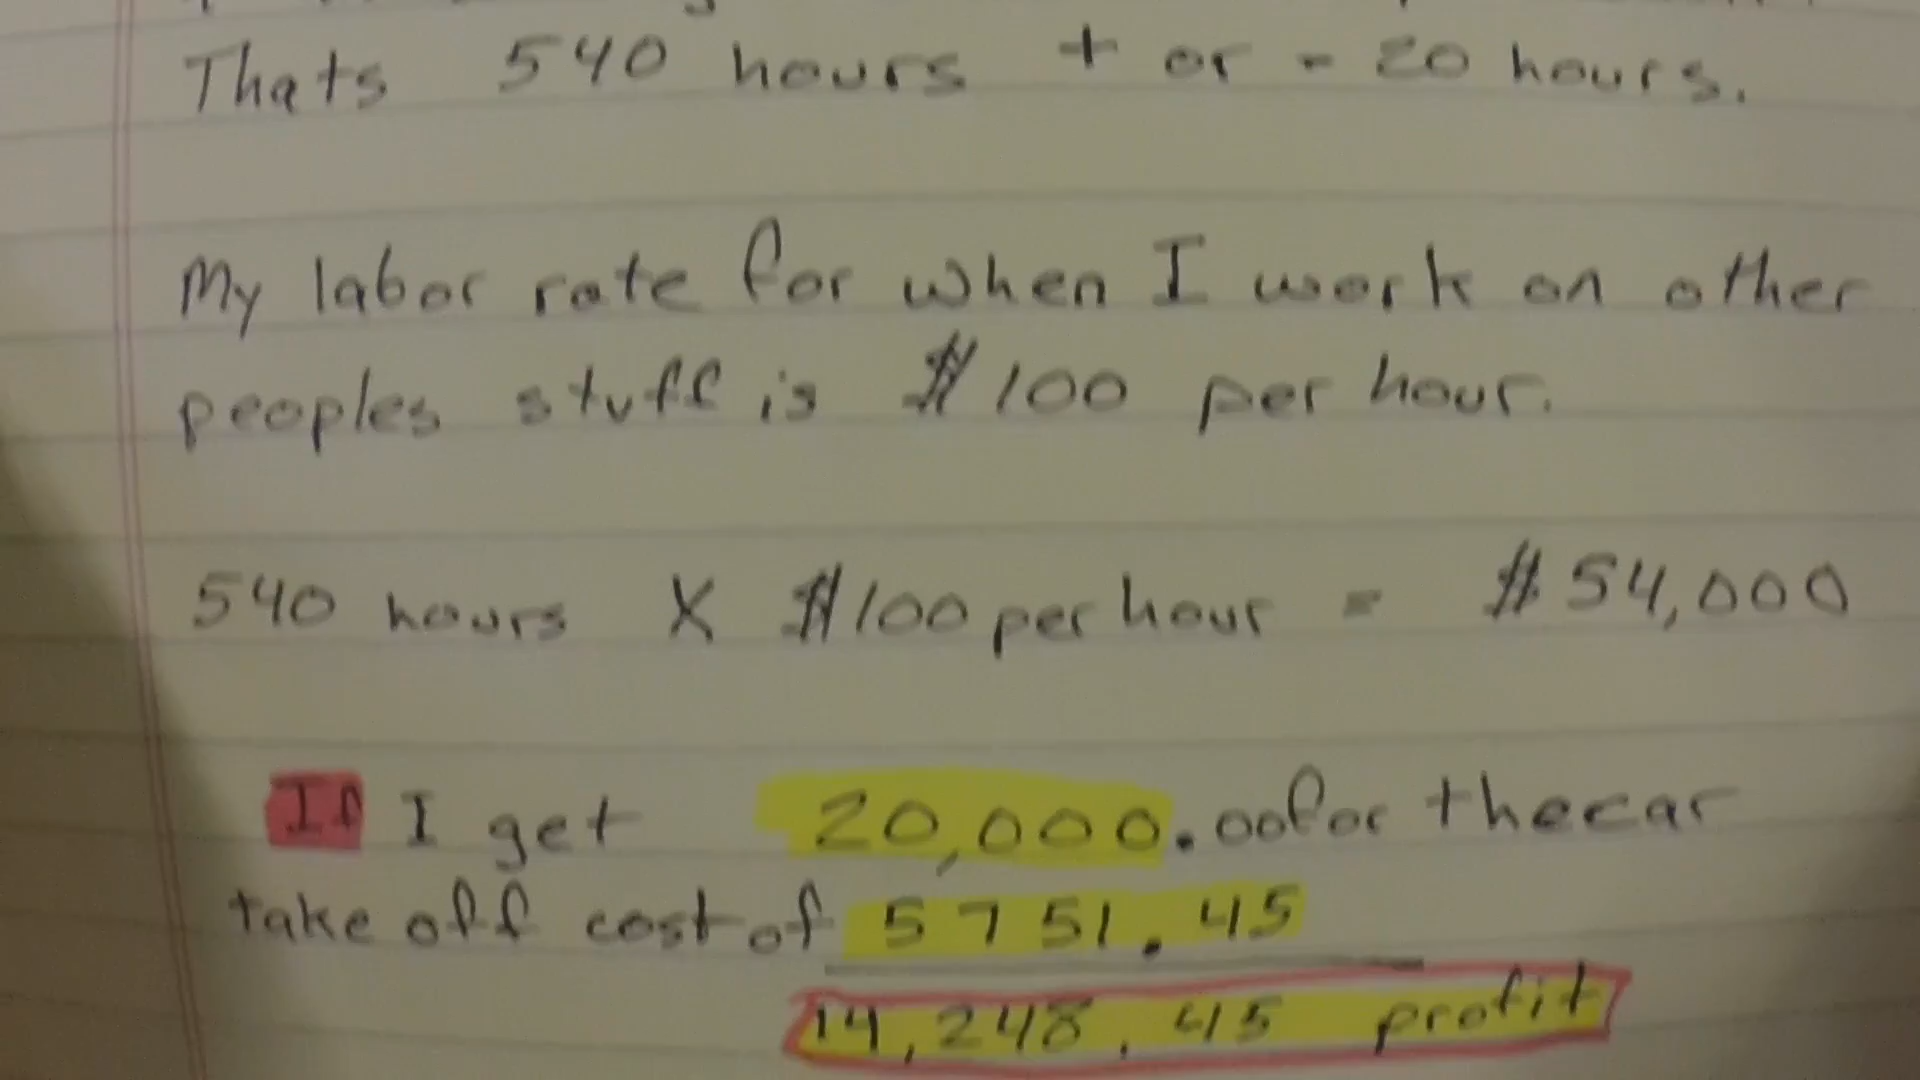 Thats 540 hours + or - 20 hours.
My labor rate for when I work on other
peoples stuff is $100 per hour.
540 hours X $100 per hour = $54,000
If I get 20,000.00 for the car
take off cost of 5751.45
14,248.45 profit